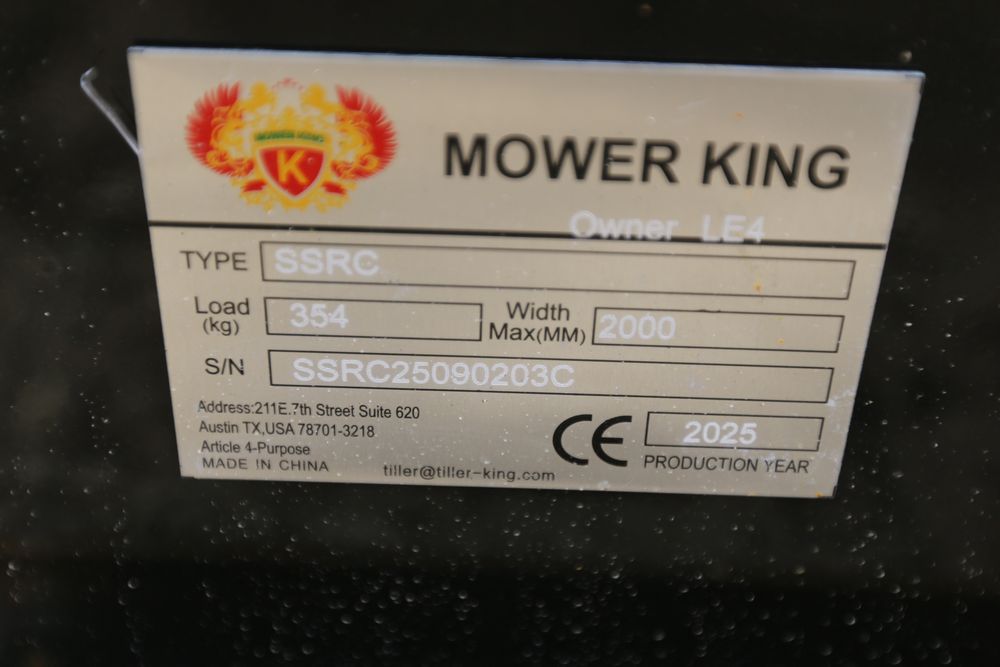 MOWER KING
K
MOWER KING
Owner LE4
TYPE SSRC
Load (kg) 354 Width Max(MM) 2000
S/N SSRC25090203C
Address:211E.7th Street Suite 620
Austin TX,USA 78701-3218
Article 4-Purpose
MADE IN CHINA
tiller@tiller-king.com
CE 2025
PRODUCTION YEAR